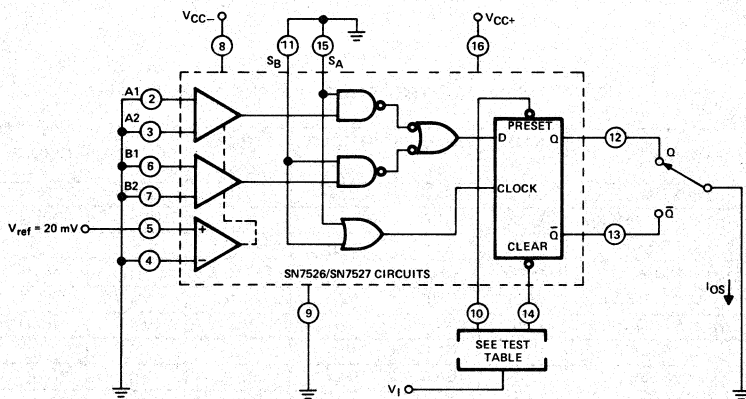 VCC– VCC+
8 11 15 16
SB SA
A1 2
A2 3
B1 6
B2 7
Vref = 20 mV 5 +
4 –
PRESET
D Q 12 Q
CLOCK
Q̄ 13 Q̄
CLEAR
SN7526/SN7527 CIRCUITS
IOS
9 10 14
SEE TEST
TABLE
VI